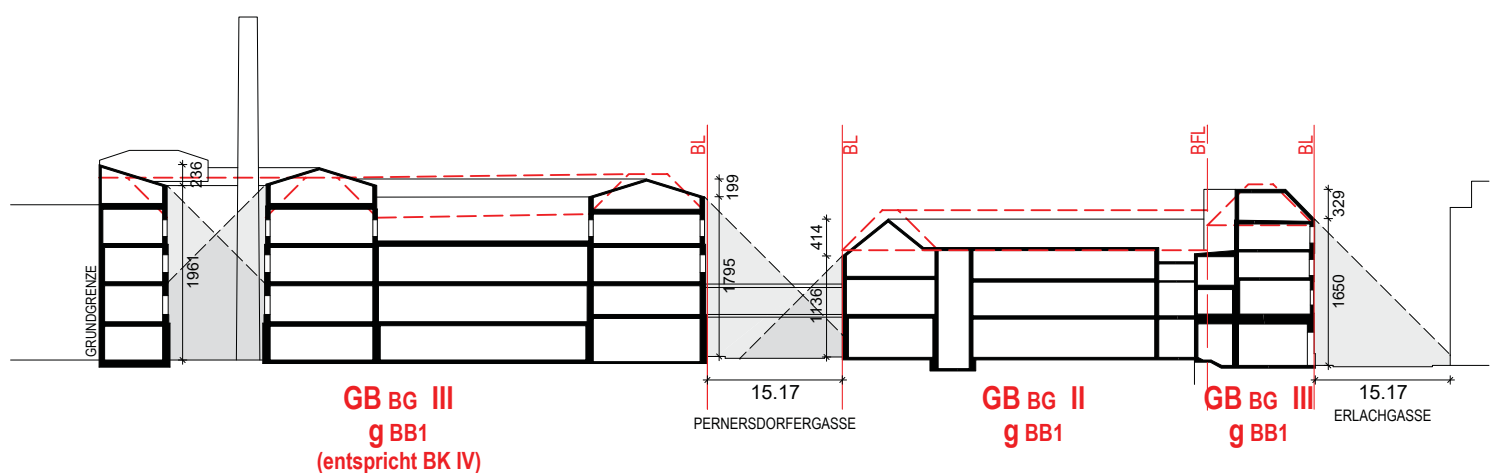 BL
BL
BFL
BL
236
199
329
414
GRUNDGRENZE
1961
1795
1136
1650
15.17
15.17
GB BG III
g BB1
(entspricht BK IV)
PERNERSDORFERGASSE
GB BG II
g BB1
GB BG III
g BB1
ERLACHGASSE